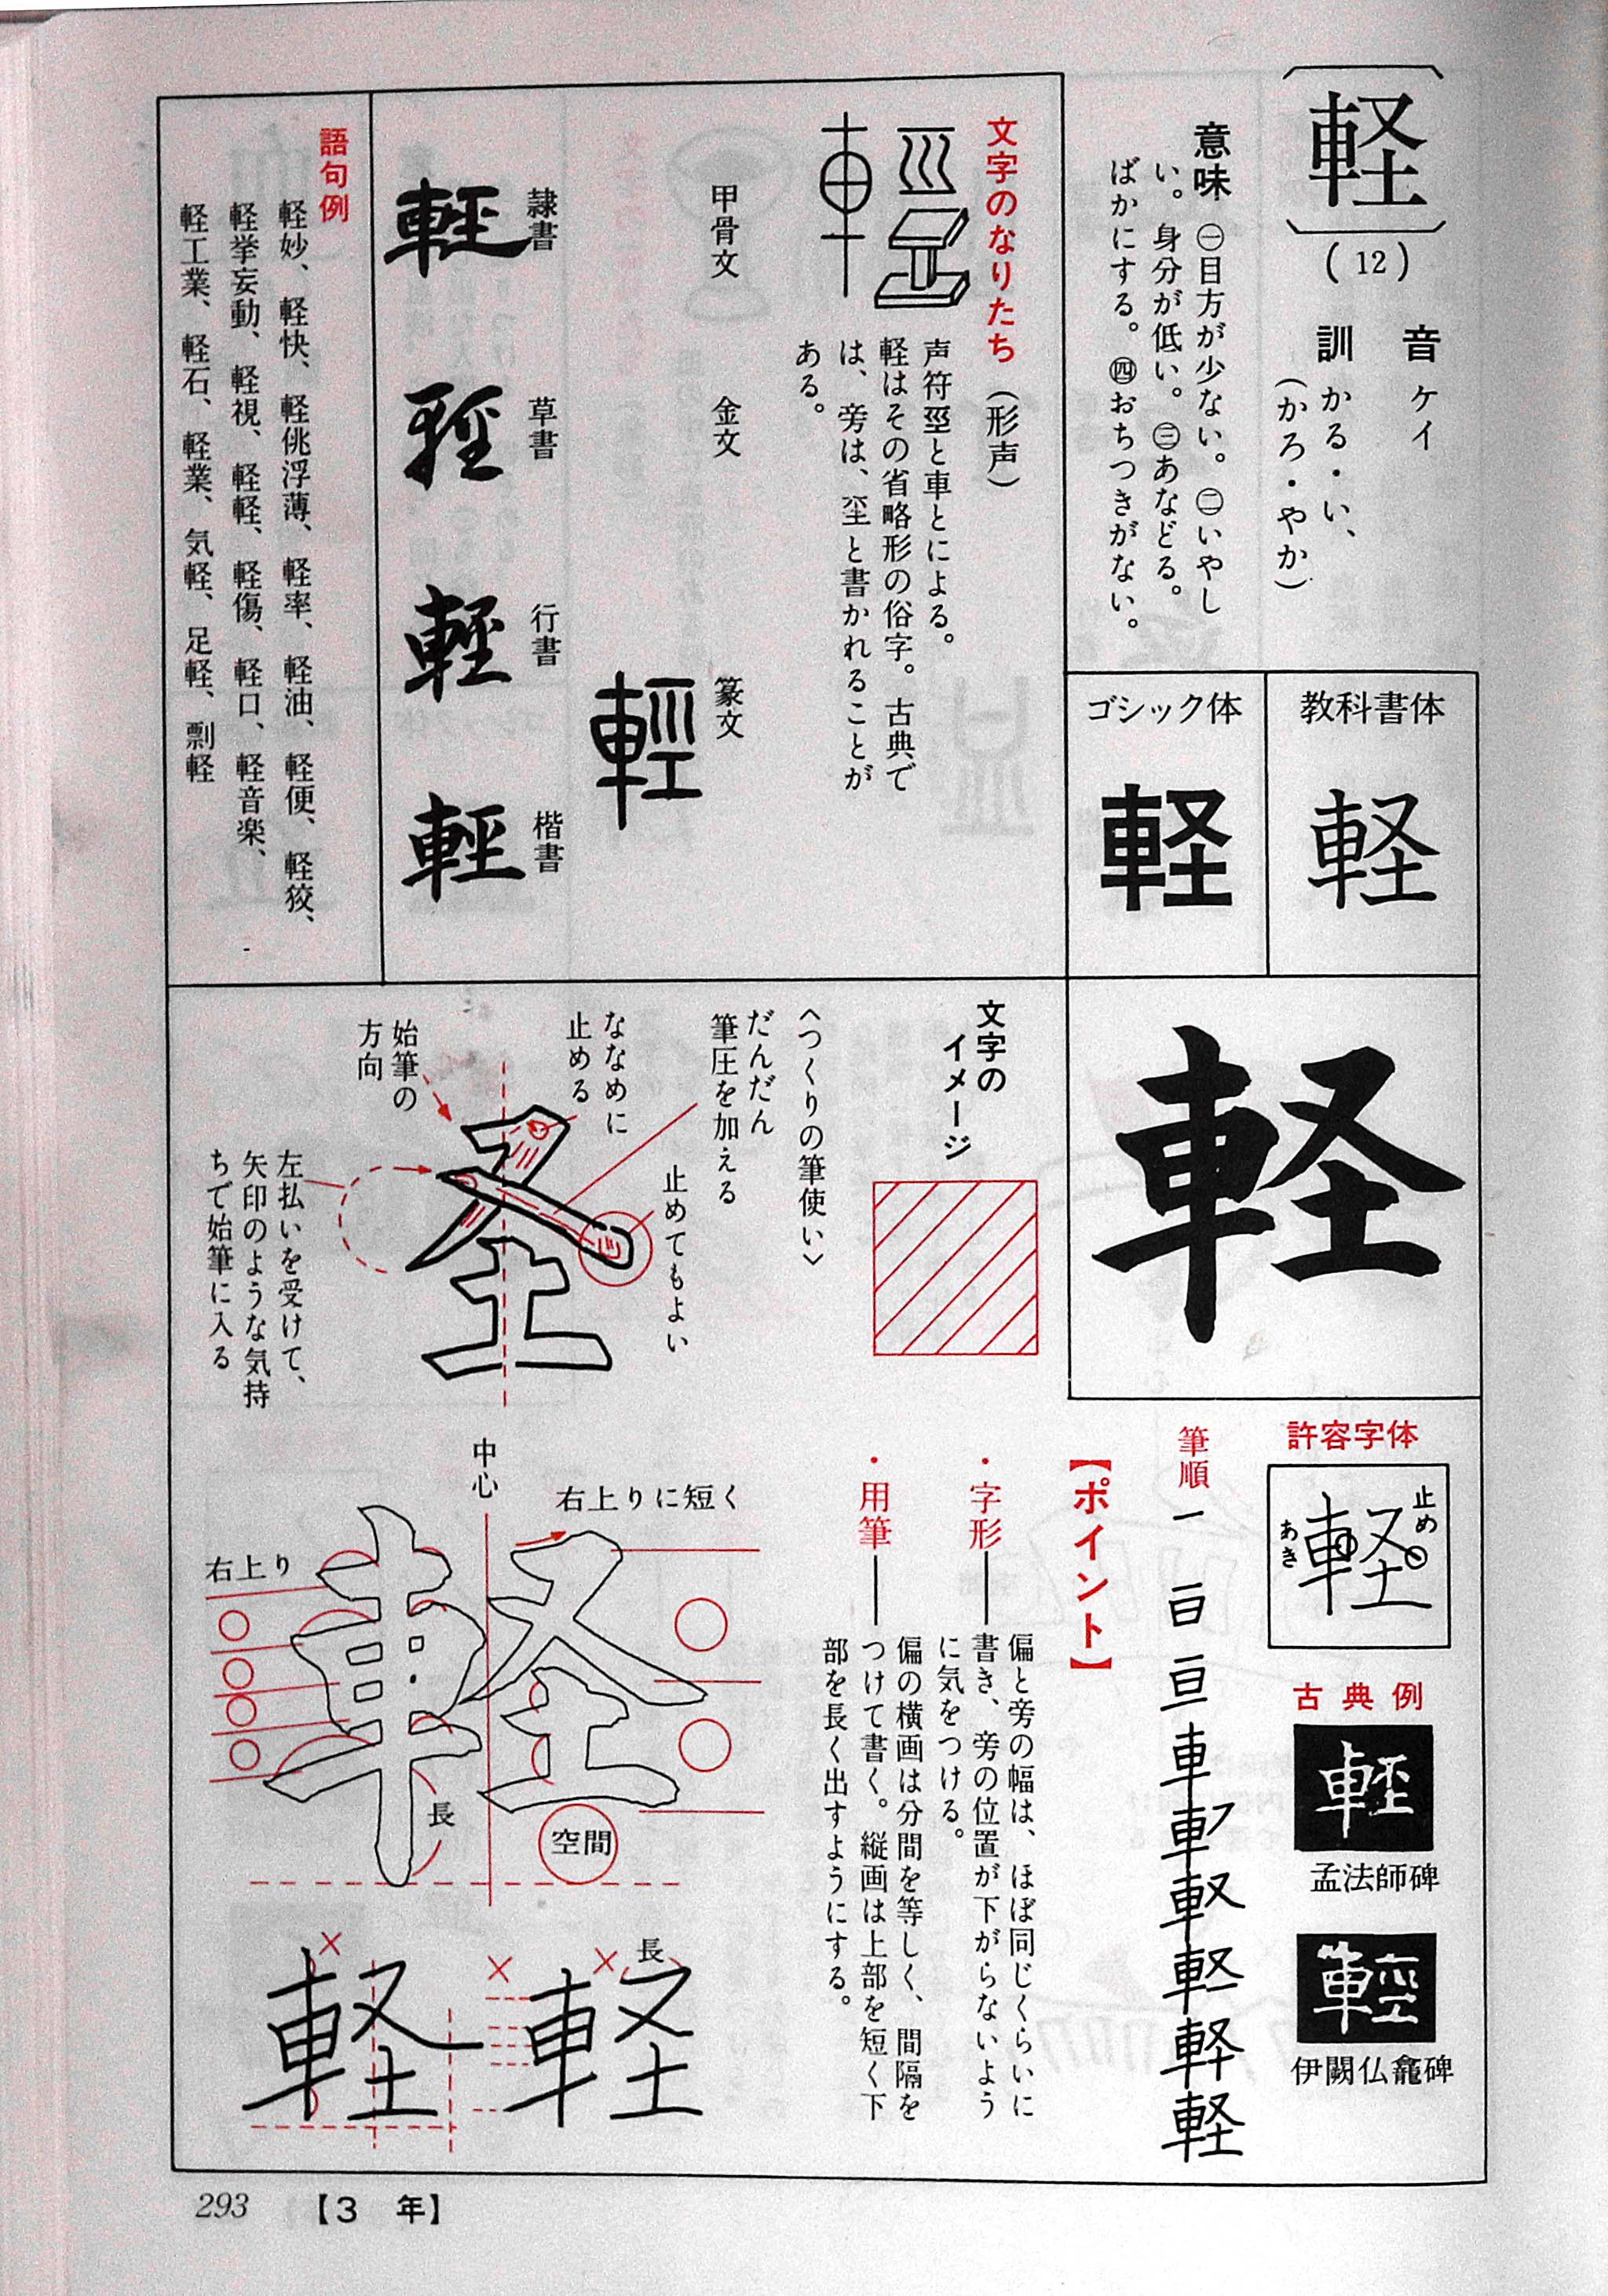 軽
(12)
音 ケイ
訓 かる・い、
(かろ・やか)
意味 ㊀目方が少ない。㊁いやし
い。身分が低い。㊂あなどる。
ばかにする。㊃おちつきがない。
教科書体
軽
ゴシック体
軽
文字のなりたち (形声)
声符巠と車とによる。
軽はその省略形の俗字。古典で
は、旁は、
と書かれることが
ある。
甲骨文
金文
篆文
輕
隷書
輕
草書
輕
行書
輕
楷書
輕
語句例
軽妙、軽快、軽佻浮薄、軽率、軽油、軽便、軽狡、
軽挙妄動、軽視、軽軽、軽傷、軽口、軽音楽、
軽工業、軽石、軽業、気軽、足軽、剽軽
軽
文字の
イメージ
〈つくりの筆使い〉
だんだん
筆圧を加える
止めてもよい
ななめに
止める
始筆の
方向
左払いを受けて、
矢印のような気持
ちで始筆に入る
許容字体
軽
止め
あき
古典例
輕
孟法師碑
輕
伊闕仏龕碑
筆順
一 百 亘 車 軽
【ポイント】
・字形──偏と旁の幅は、ほぼ同じくらいに
書き、旁の位置が下がらないよう
に気をつける。
・用筆──偏の横画は分間を等しく、間隔を
つけて書く。縦画は上部を短く下
部を長く出すようにする。
中心
右上りに短く
右上り
軽
長
空間
長
軽
軽
293 【3 年】